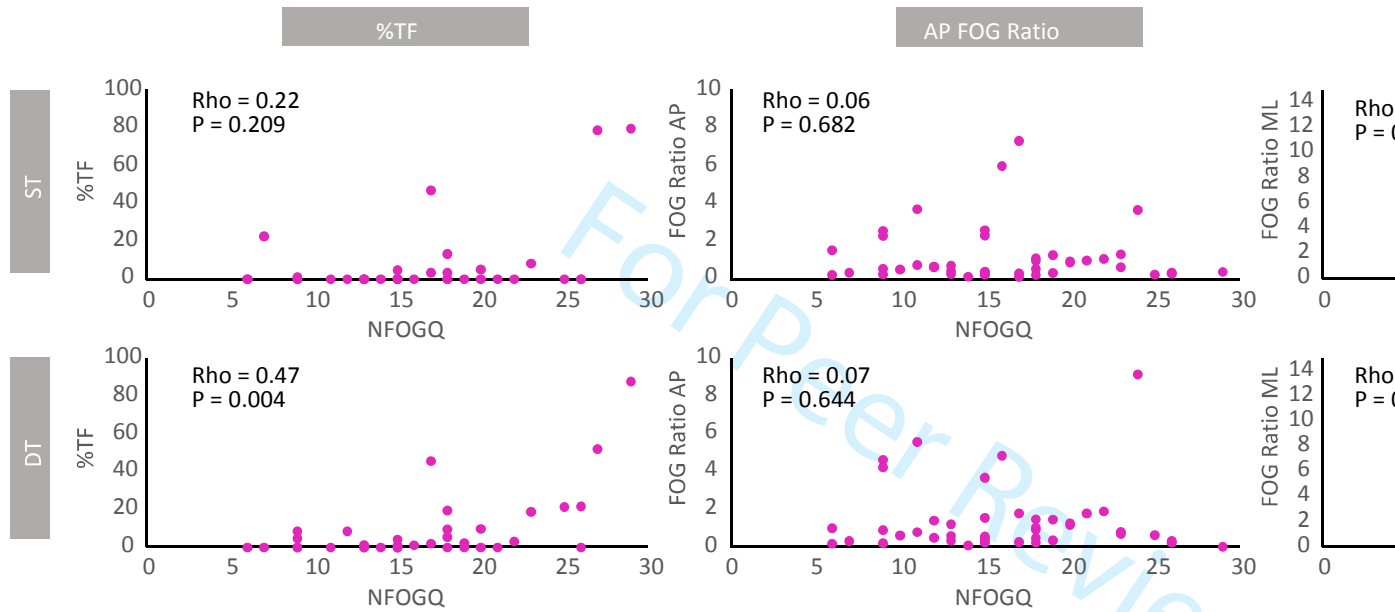 %TF
AP FOG Ratio
ST
%TF
100
80
60
40
20
0
Rho = 0.22
P = 0.209
0 5 10 15 20 25 30
NFOGQ
FOG Ratio AP
10
8
6
4
2
0
Rho = 0.06
P = 0.682
0 5 10 15 20 25 30
NFOGQ
FOG Ratio ML
14
12
10
8
6
4
2
0
Rho
P = 0
0
DT
%TF
100
80
60
40
20
0
Rho = 0.47
P = 0.004
0 5 10 15 20 25 30
NFOGQ
FOG Ratio AP
10
8
6
4
2
0
Rho = 0.07
P = 0.644
0 5 10 15 20 25 30
NFOGQ
FOG Ratio ML
14
12
10
8
6
4
2
0
Rho
P = 0
0
For Peer Review